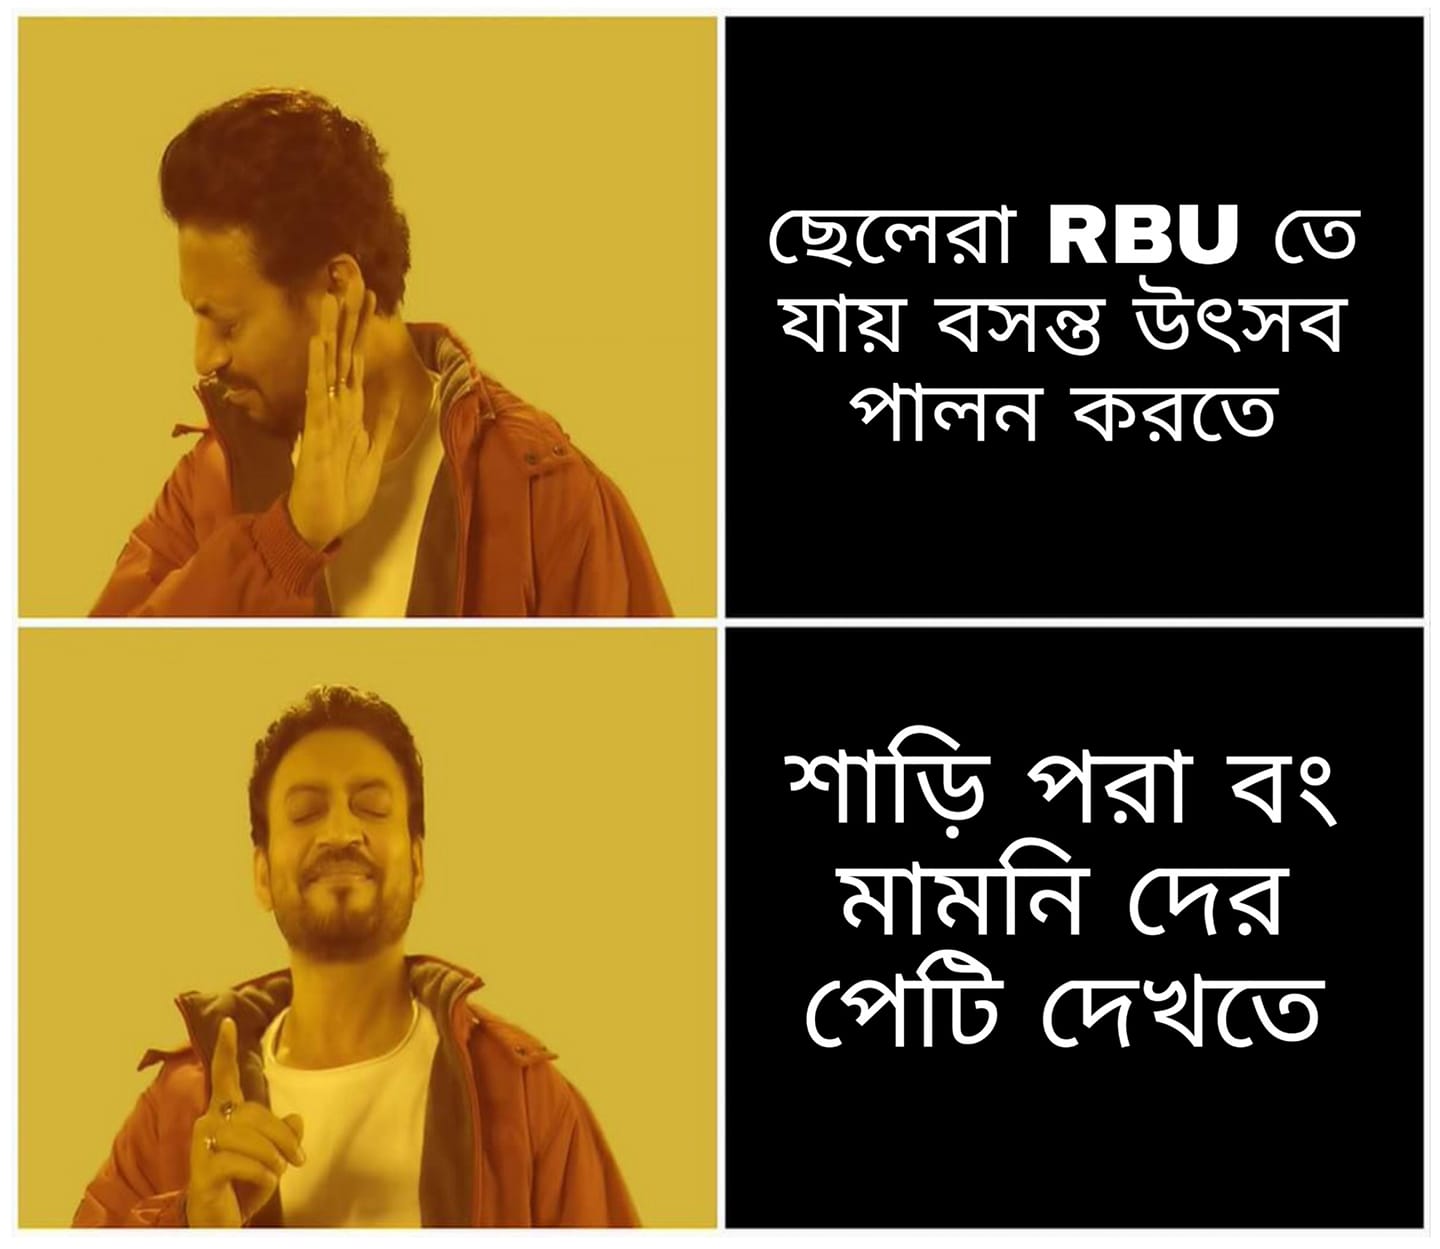 ছেলেরা RBU তে
যায় বসন্ত উৎসব
পালন করতে
শাড়ি পরা বং
মামনি দের
পেটি দেখতে